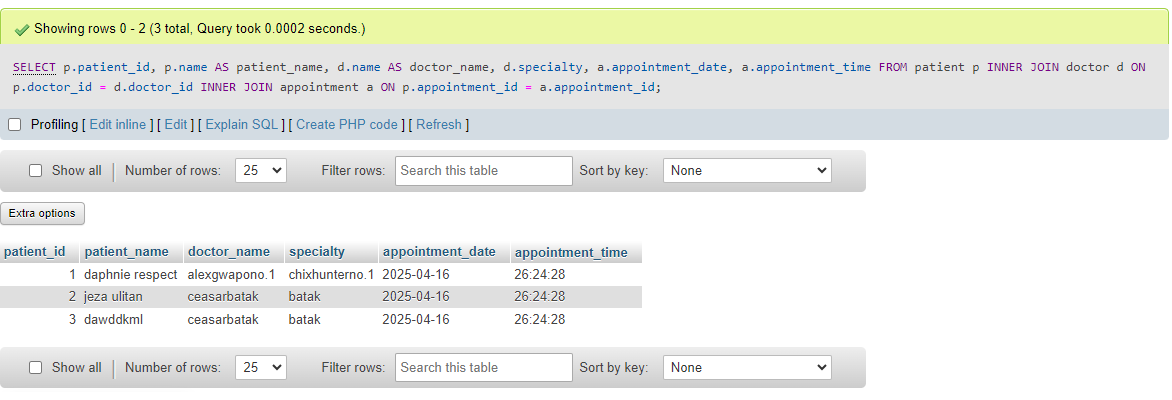 Showing rows 0 - 2 (3 total, Query took 0.0002 seconds.)
SELECT p.patient_id, p.name AS patient_name, d.name AS doctor_name, d.specialty, a.appointment_date, a.appointment_time FROM patient p INNER JOIN doctor d ON
p.doctor_id = d.doctor_id INNER JOIN appointment a ON p.appointment_id = a.appointment_id;
Profiling [ Edit inline ] [ Edit ] [ Explain SQL ] [ Create PHP code ] [ Refresh ]
Show all Number of rows: 25 Filter rows: Search this table Sort by key: None
Extra options
patient_id patient_name doctor_name specialty appointment_date appointment_time
1 daphnie respect alexgwapono.1 chixhunterno.1 2025-04-16 26:24:28
2 jeza ulitan ceasarbatak batak 2025-04-16 26:24:28
3 dawddkml ceasarbatak batak 2025-04-16 26:24:28
Show all Number of rows: 25 Filter rows: Search this table Sort by key: None